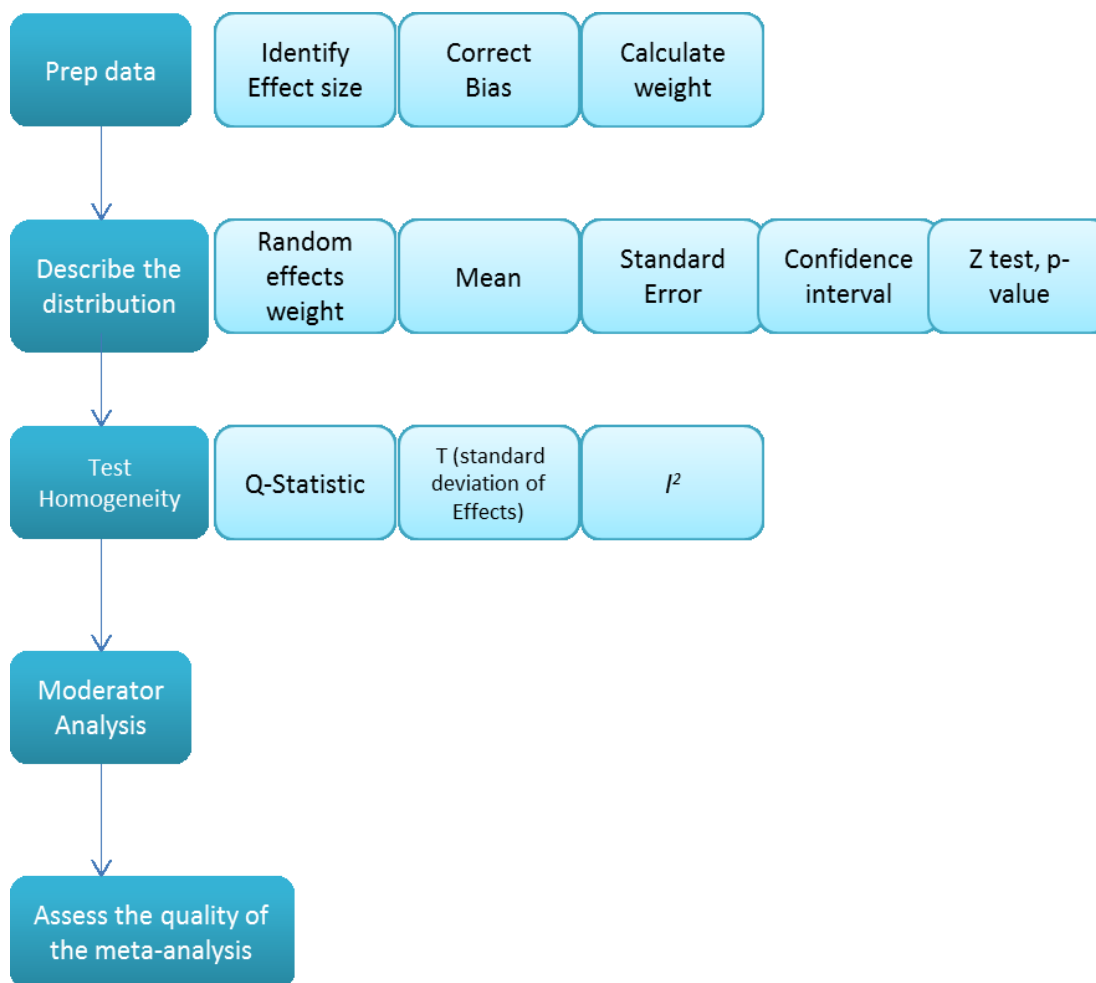 Prep data
Identify
Effect size
Correct
Bias
Calculate
weight
Describe the
distribution
Random
effects
weight
Mean
Standard
Error
Confidence
interval
Z test, p-
value
Test
Homogeneity
Q-Statistic
T (standard
deviation of
Effects)
I²
Moderator
Analysis
Assess the quality of
the meta-analysis